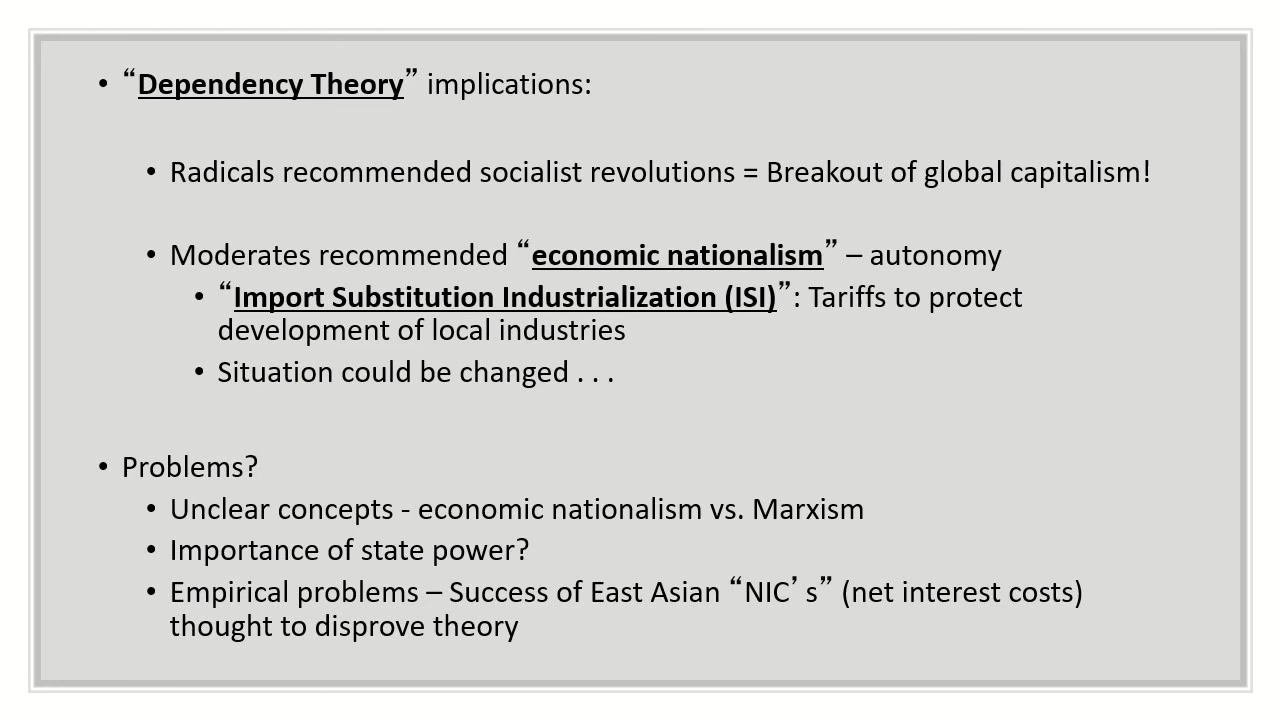 • “Dependency Theory” implications:
• Radicals recommended socialist revolutions = Breakout of global capitalism!
• Moderates recommended “economic nationalism” – autonomy
• “Import Substitution Industrialization (ISI)”: Tariffs to protect
development of local industries
• Situation could be changed . . .
• Problems?
• Unclear concepts - economic nationalism vs. Marxism
• Importance of state power?
• Empirical problems – Success of East Asian “NIC’ s” (net interest costs)
thought to disprove theory